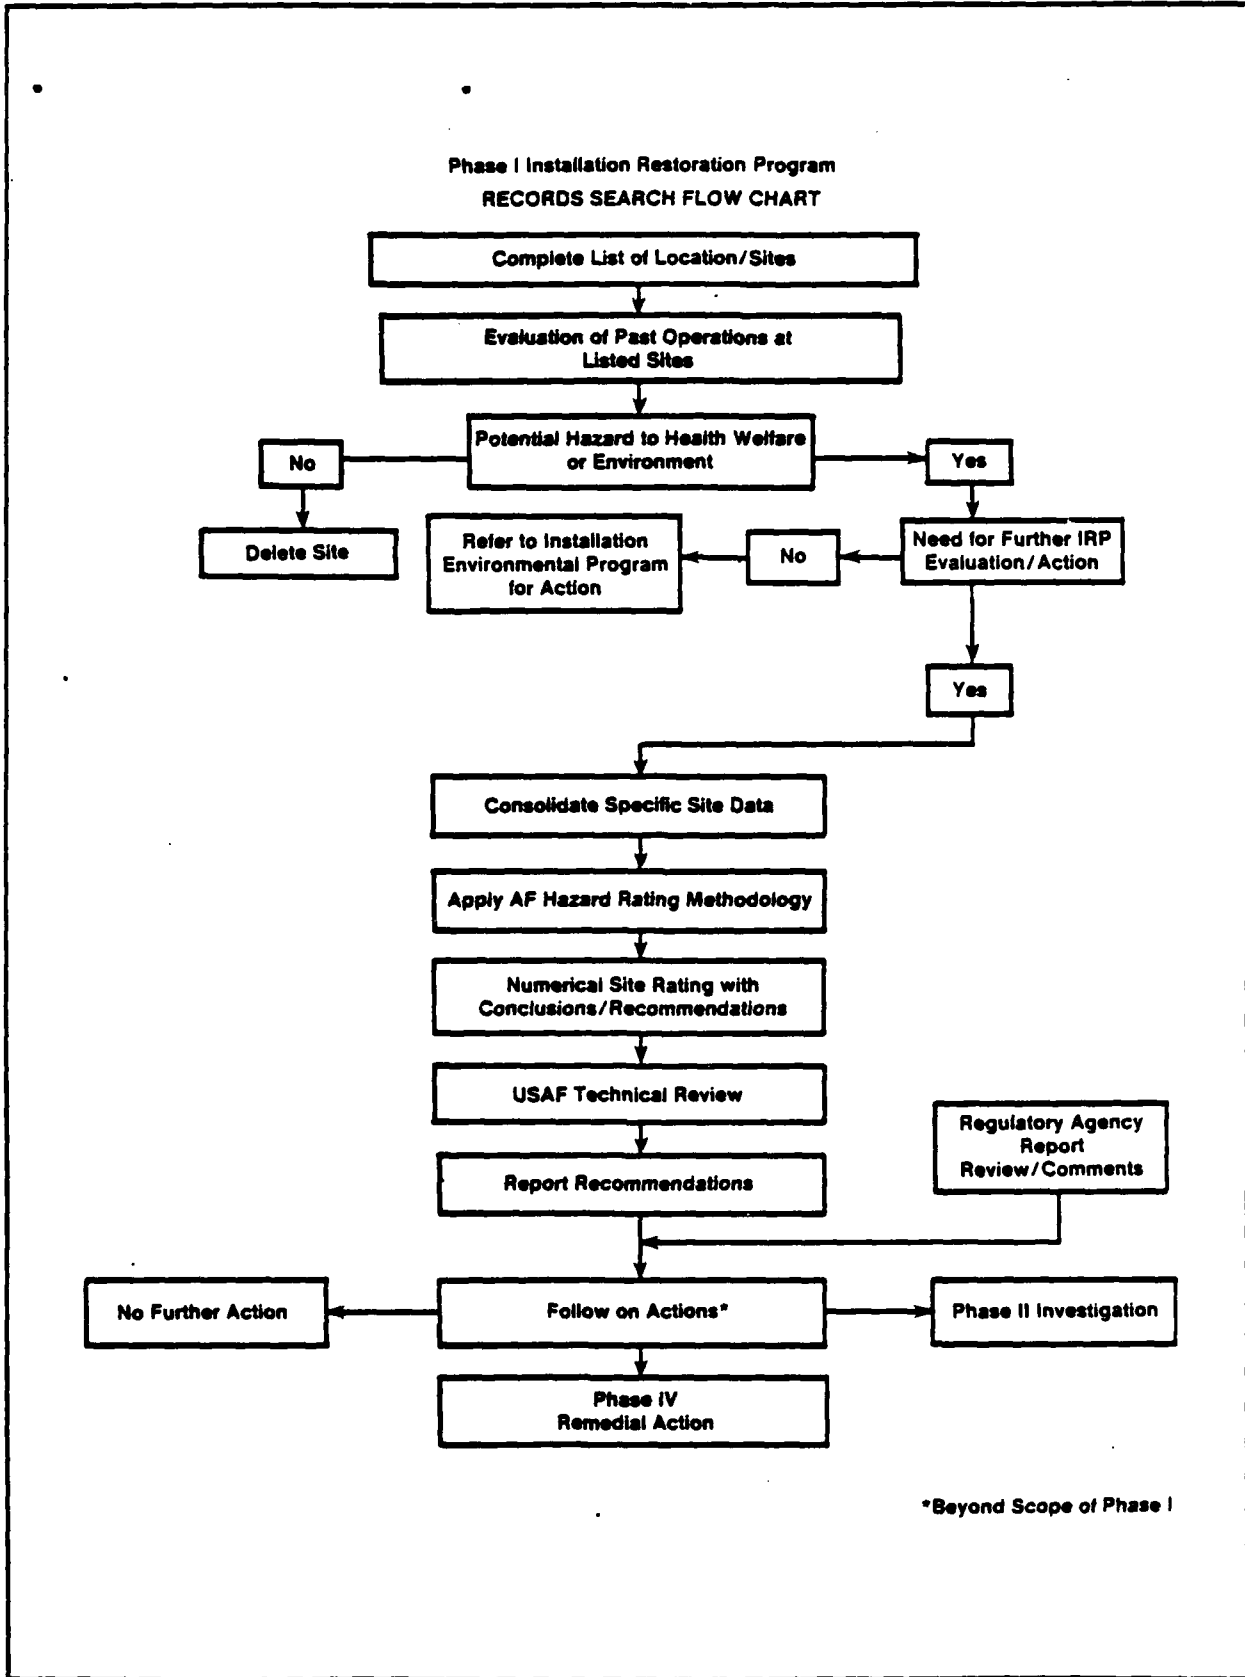 Phase I Installation Restoration Program
RECORDS SEARCH FLOW CHART
Complete List of Location/Sites
Evaluation of Past Operations at
Listed Sites
Potential Hazard to Health Welfare
or Environment
No
Yes
Delete Site
Refer to Installation
Environmental Program
for Action
No
Need for Further IRP
Evaluation/Action
Yes
Consolidate Specific Site Data
Apply AF Hazard Rating Methodology
Numerical Site Rating with
Conclusions/Recommendations
USAF Technical Review
Regulatory Agency
Report
Review/Comments
Report Recommendations
No Further Action
Follow on Actions*
Phase II Investigation
Phase IV
Remedial Action
*Beyond Scope of Phase I